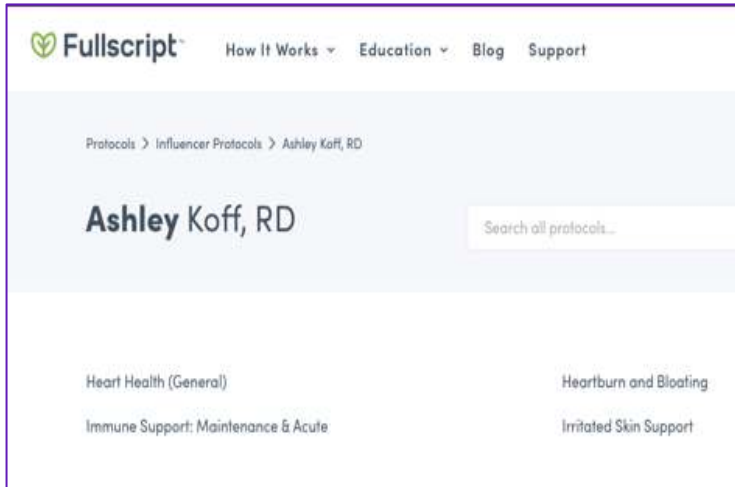 Fullscript™ How It Works Education Blog Support
Protocols > Influencer Protocols > Ashley Koff, RD
Ashley Koff, RD
Search all protocols...
Heart Health (General) Heartburn and Bloating
Immune Support: Maintenance & Acute Irritated Skin Support